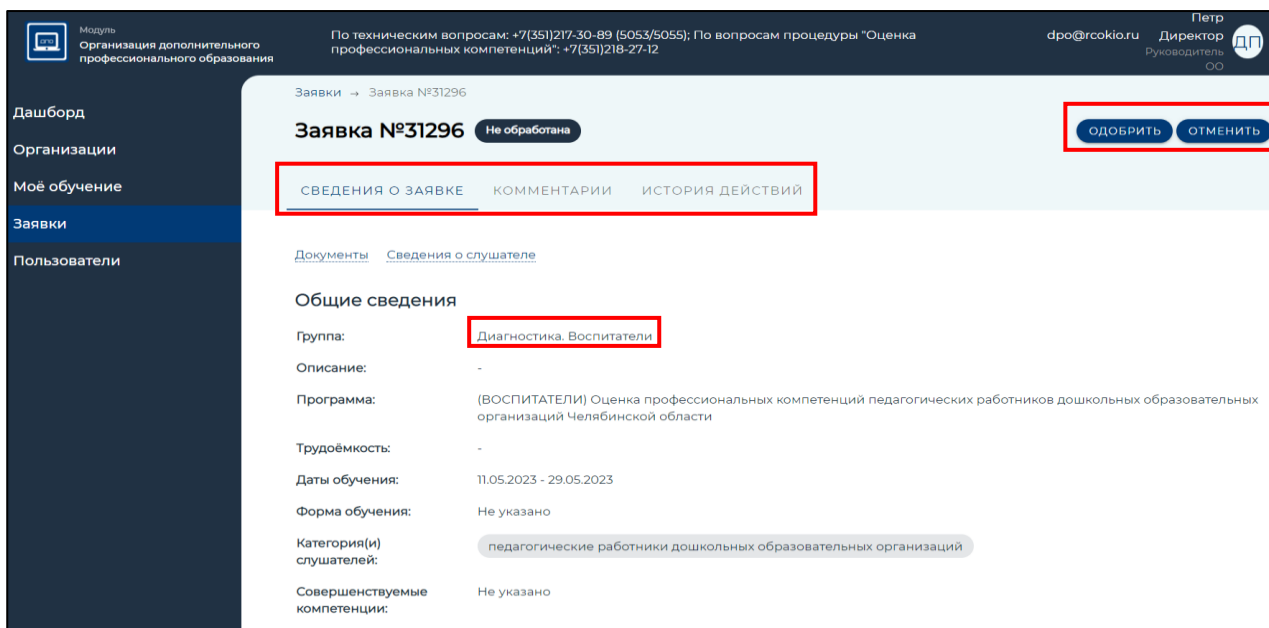 Модуль
Организация дополнительного
профессионального образования
По техническим вопросам: +7(351)217-30-89 (5053/5055); По вопросам процедуры "Оценка
профессиональных компетенций": +7(351)218-27-12
dpo@rcokio.ru
Петр
Директор
Руководитель
ОО
ДП
Дашборд
Организации
Моё обучение
Заявки
Пользователи
Заявки → Заявка №31296
Заявка №31296 Не обработана
ОДОБРИТЬ ОТМЕНИТЬ
СВЕДЕНИЯ О ЗАЯВКЕ КОММЕНТАРИИ ИСТОРИЯ ДЕЙСТВИЙ
Документы Сведения о слушателе
Общие сведения
Группа: Диагностика. Воспитатели
Описание: -
Программа: (ВОСПИТАТЕЛИ) Оценка профессиональных компетенций педагогических работников дошкольных образовательных
организаций Челябинской области
Трудоёмкость: -
Даты обучения: 11.05.2023 - 29.05.2023
Форма обучения: Не указано
Категория(и)
слушателей: педагогические работники дошкольных образовательных организаций
Совершенствуемые Не указано
компетенции: